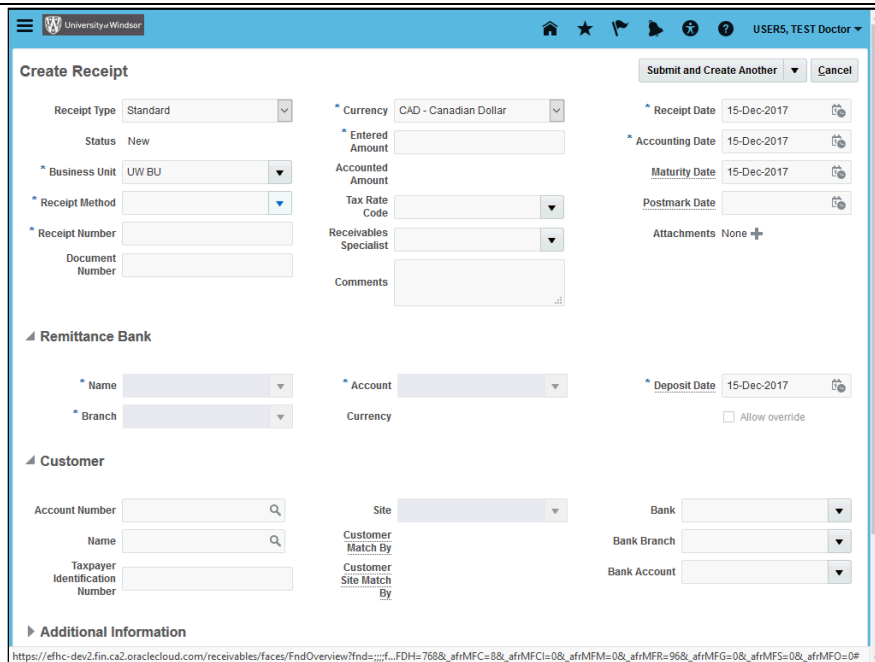 University of Windsor
USER5, TEST Doctor
Create Receipt
Submit and Create Another
Cancel
Receipt Type Standard
* Currency CAD - Canadian Dollar
* Receipt Date 15-Dec-2017
Status New
* Entered Amount
* Accounting Date 15-Dec-2017
* Business Unit UW BU
Accounted Amount
Maturity Date 15-Dec-2017
* Receipt Method
Tax Rate Code
Postmark Date
* Receipt Number
Receivables Specialist
Attachments None
Document Number
Comments
Remittance Bank
* Name
* Account
* Deposit Date 15-Dec-2017
* Branch
Currency
Allow override
Customer
Account Number
Site
Bank
Name
Customer Match By
Bank Branch
Taxpayer Identification Number
Customer Site Match By
Bank Account
Additional Information
https://efhc-dev2.fin.ca2.oraclecloud.com/receivables/faces/FndOverview?fnd=;;;;f...FDH=768&_afrMFC=8&_afrMFCI=0&_afrMFM=0&_afrMFR=96&_afrMFG=0&_afrMFS=0&_afrMFO=0#